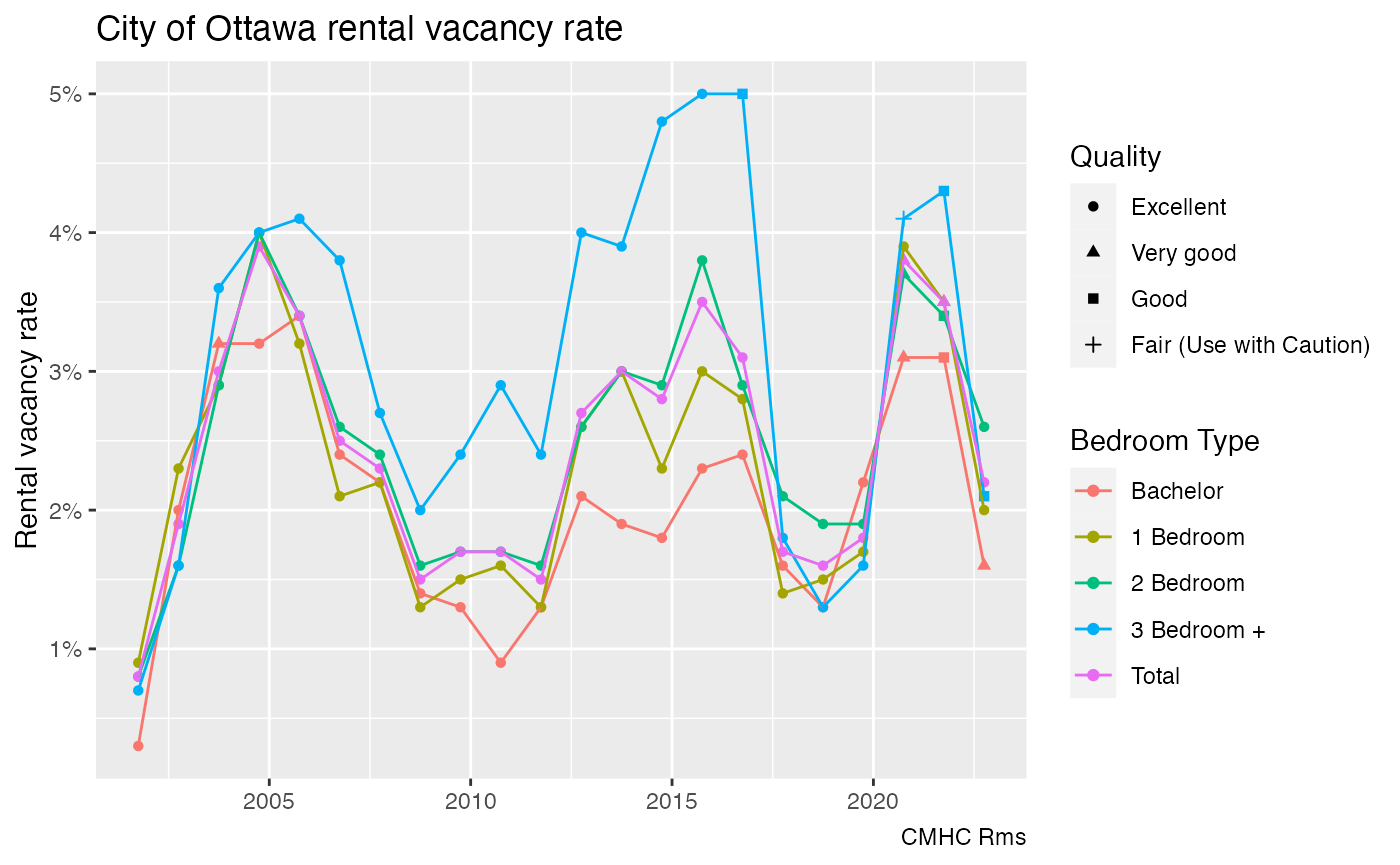 City of Ottawa rental vacancy rate
Rental vacancy rate
5%
4%
3%
2%
1%
2005
2010
2015
2020
CMHC Rms
Quality
Excellent
Very good
Good
Fair (Use with Caution)
Bedroom Type
Bachelor
1 Bedroom
2 Bedroom
3 Bedroom +
Total